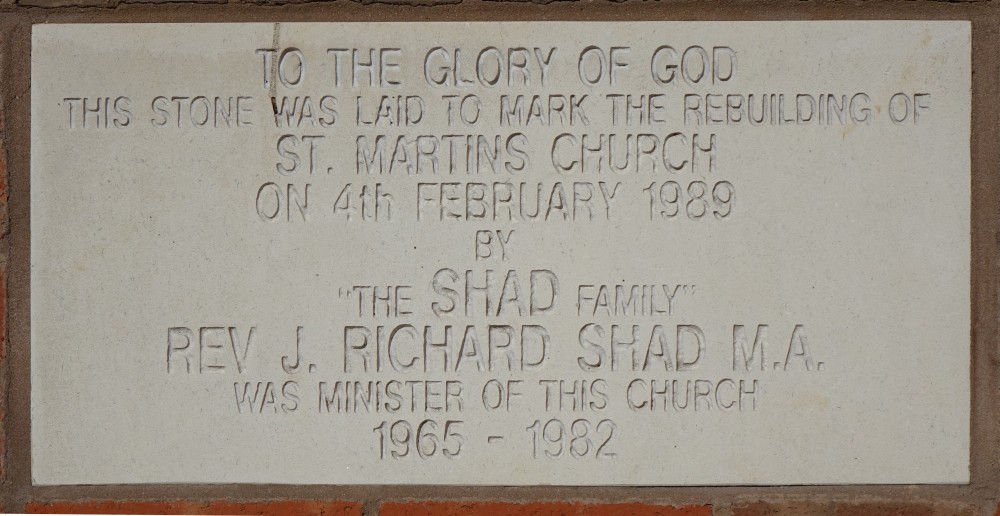 TO THE GLORY OF GOD
THIS STONE WAS LAID TO MARK THE REBUILDING OF
ST. MARTINS CHURCH
ON 4th FEBRUARY 1989
BY
"THE SHAD FAMILY"
REV J. RICHARD SHAD M.A.
WAS MINISTER OF THIS CHURCH
1965 - 1982